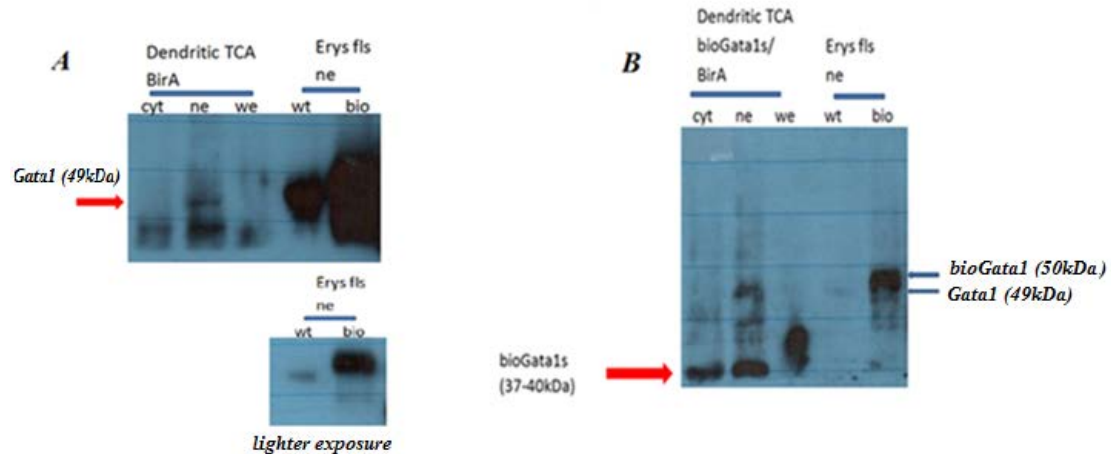 A
Dendritic TCA
BirA
cyt ne we
Erys fls
ne
wt bio
Gata1 (49kDa)
Erys fls
ne
wt bio
lighter exposure
B
Dendritic TCA
bioGata1s/
BirA
cyt ne we
Erys fls
ne
wt bio
bioGata1 (50kDa)
Gata1 (49kDa)
bioGata1s
(37-40kDa)